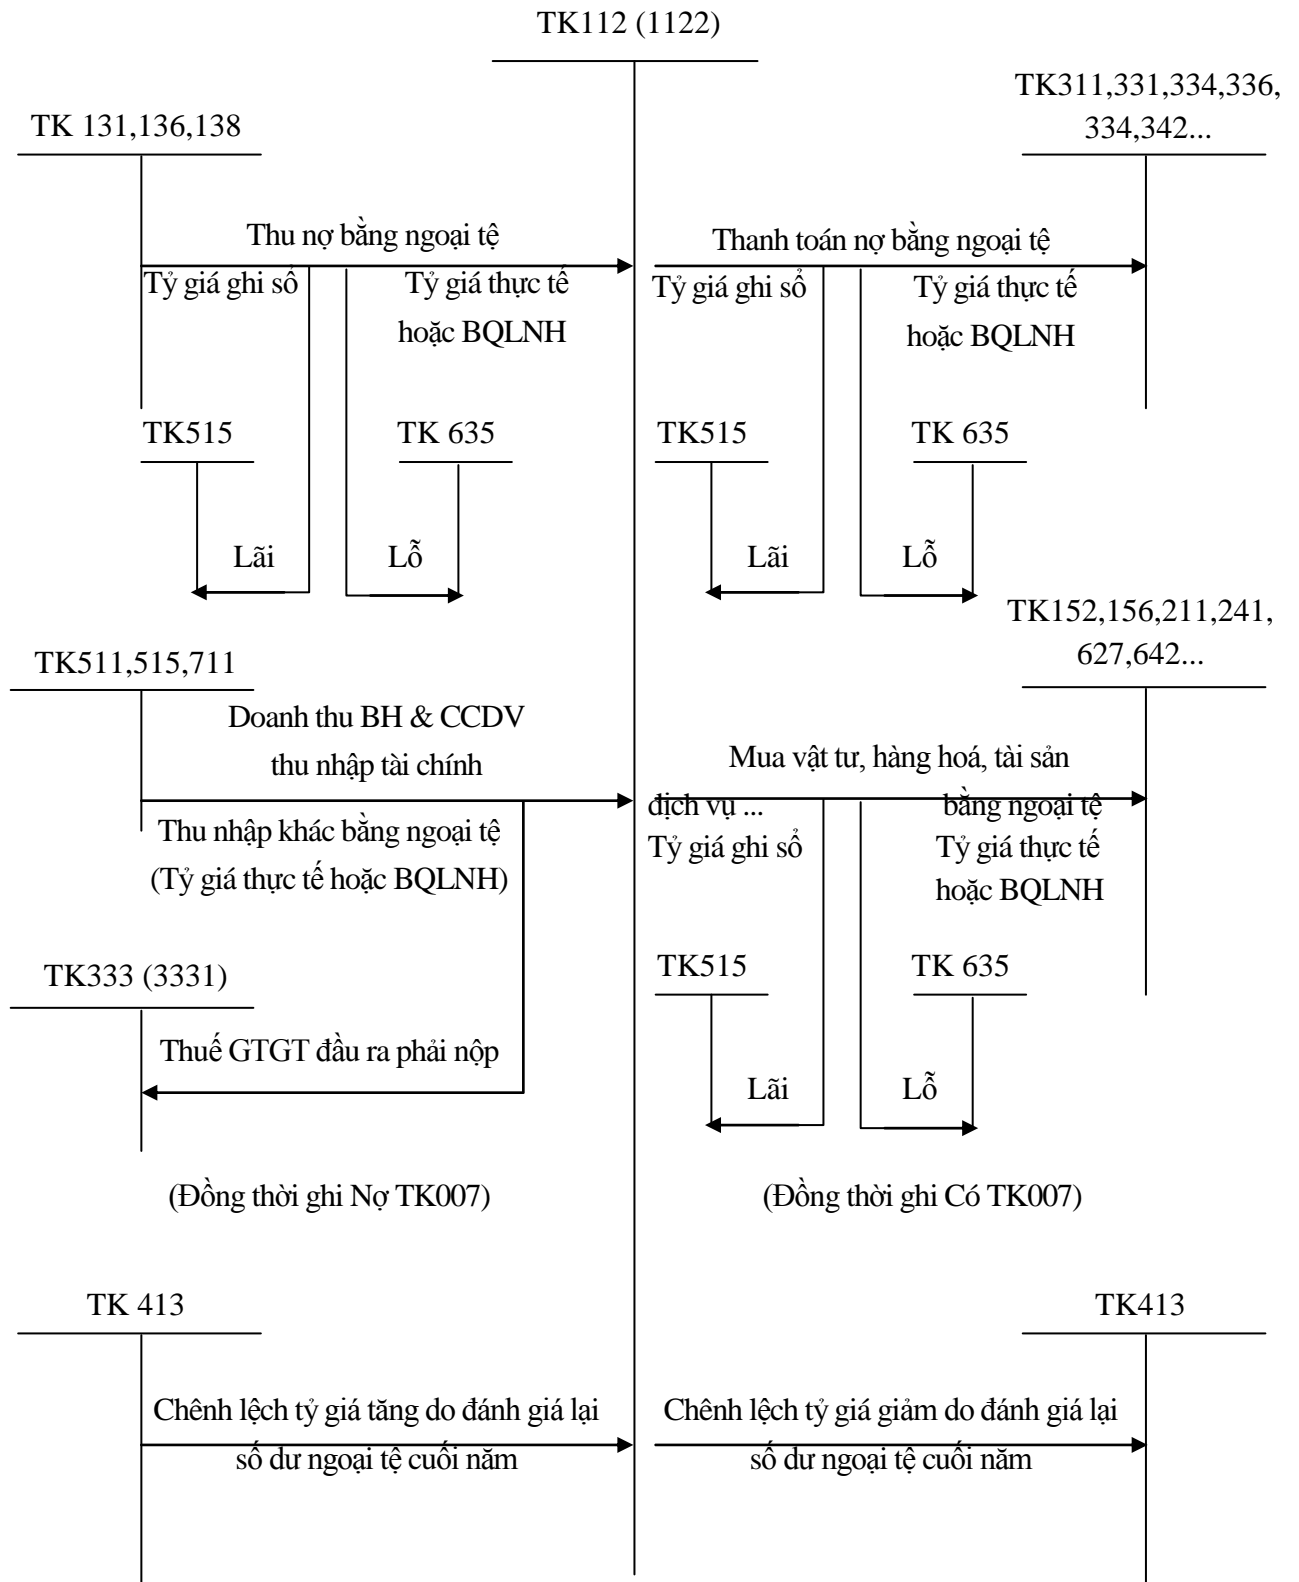 TK112 (1122)
TK 131,136,138
TK311,331,334,336,
334,342...
Thu nợ bằng ngoại tệ
Tỷ giá ghi sổ
Tỷ giá thực tế
hoặc BQLNH
Thanh toán nợ bằng ngoại tệ
Tỷ giá ghi sổ
Tỷ giá thực tế
hoặc BQLNH
TK515
TK 635
Lãi
Lỗ
TK515
TK 635
Lãi
Lỗ
TK511,515,711
Doanh thu BH & CCDV
thu nhập tài chính
Thu nhập khác bằng ngoại tệ
(Tỷ giá thực tế hoặc BQLNH)
TK152,156,211,241,
627,642...
Mua vật tư, hàng hoá, tài sản
dịch vụ ...
bằng ngoại tệ
Tỷ giá ghi sổ
Tỷ giá thực tế
hoặc BQLNH
TK333 (3331)
Thuế GTGT đầu ra phải nộp
TK515
TK 635
Lãi
Lỗ
(Đồng thời ghi Nợ TK007)
(Đồng thời ghi Có TK007)
TK 413
TK413
Chênh lệch tỷ giá tăng do đánh giá lại
số dư ngoại tệ cuối năm
Chênh lệch tỷ giá giảm do đánh giá lại
số dư ngoại tệ cuối năm